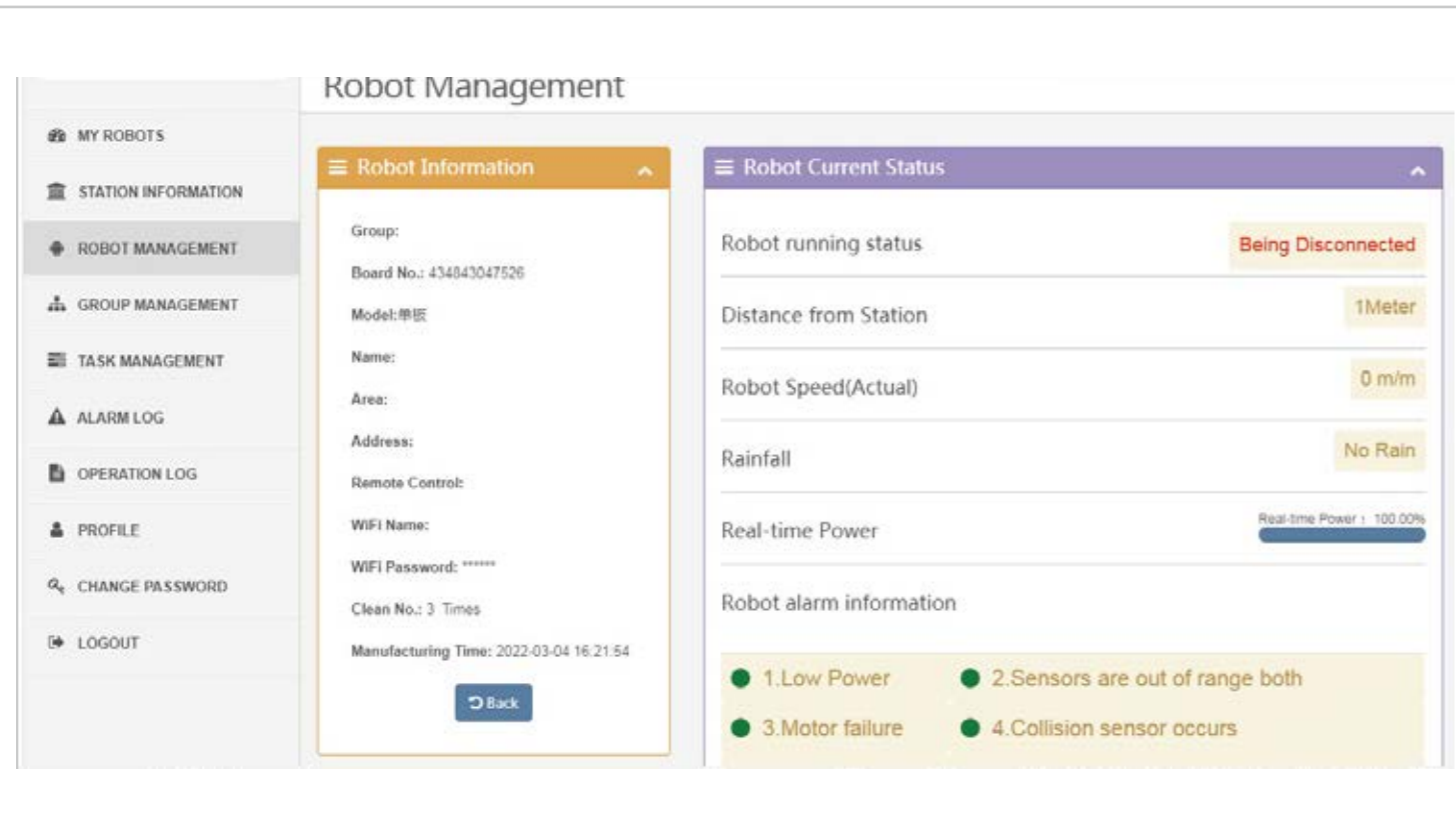 Robot Management
MY ROBOTS
STATION INFORMATION
ROBOT MANAGEMENT
GROUP MANAGEMENT
TASK MANAGEMENT
ALARM LOG
OPERATION LOG
PROFILE
CHANGE PASSWORD
LOGOUT
Robot Information
Group:
Board No.: 434843047526
Model:单板
Name:
Area:
Address:
Remote Control:
WiFi Name:
WiFi Password: ******
Clean No.: 3 Times
Manufacturing Time: 2022-03-04 16:21:54
Back
Robot Current Status
Robot running status Being Disconnected
Distance from Station 1Meter
Robot Speed(Actual) 0 m/m
Rainfall No Rain
Real-time Power Real-time Power : 100.00%
Robot alarm information
1.Low Power 2.Sensors are out of range both
3.Motor failure 4.Collision sensor occurs